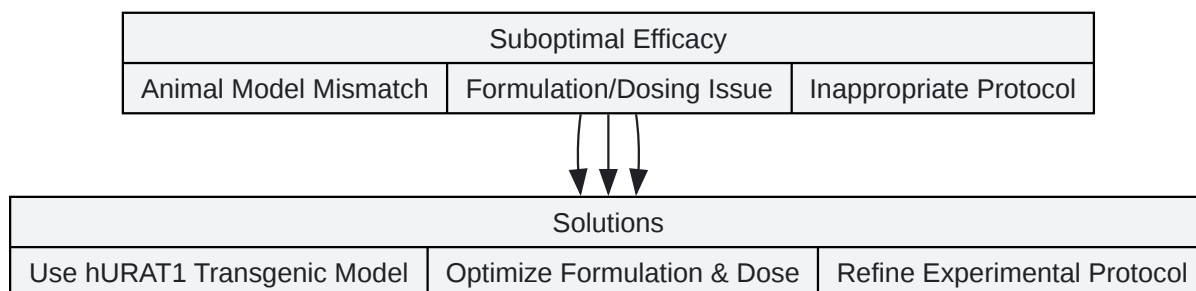 Suboptimal Efficacy
Animal Model Mismatch Formulation/Dosing Issue Inappropriate Protocol
Solutions
Use hURAT1 Transgenic Model Optimize Formulation & Dose Refine Experimental Protocol